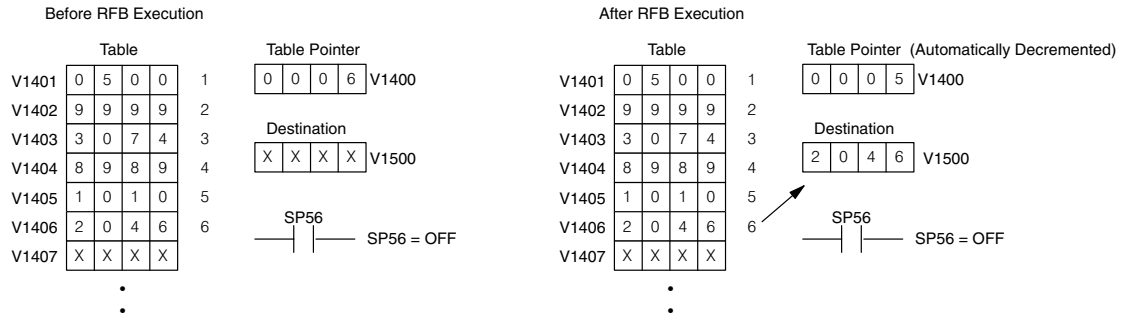 Before RFB Execution
Table
Table Pointer
V1401 0 5 0 0 1
0 0 0 6 V1400
V1402 9 9 9 9 2
V1403 3 0 7 4 3
Destination
X X X X V1500
V1404 8 9 8 9 4
V1405 1 0 1 0 5
V1406 2 0 4 6 6
SP56
SP56 = OFF
V1407 X X X X
After RFB Execution
Table
Table Pointer (Automatically Decremented)
V1401 0 5 0 0 1
0 0 0 5 V1400
V1402 9 9 9 9 2
V1403 3 0 7 4 3
Destination
2 0 4 6 V1500
V1404 8 9 8 9 4
V1405 1 0 1 0 5
V1406 2 0 4 6 6
SP56
SP56 = OFF
V1407 X X X X